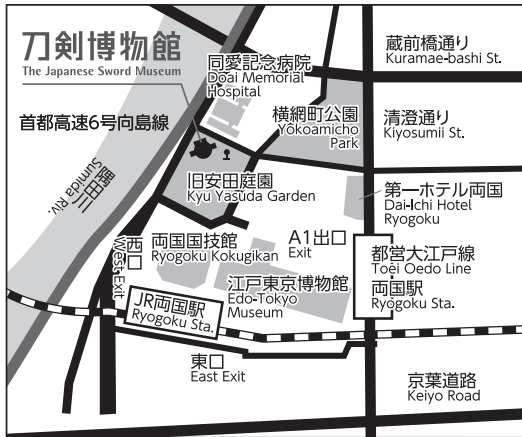 刀剣博物館
The Japanese Sword Museum
首都高速6号向島線
隅田川
Sumida Riv.
同愛記念病院
Doai Memorial
Hospital
蔵前橋通り
Kuramae-bashi St.
横網町公園
Yokoamicho
Park
清澄通り
Kiyosumii St.
旧安田庭園
Kyu Yasuda Garden
第一ホテル両国
Dai-Ichi Hotel
Ryogoku
西口
West Exit
両国国技館
Ryogoku Kokugikan
A1出口
Exit
都営大江戸線
Toei Oedo Line
両国駅
Ryogoku Sta.
江戸東京博物館
Edo-Tokyo
Museum
JR両国駅
Ryogoku Sta.
東口
East Exit
京葉道路
Keiyo Road